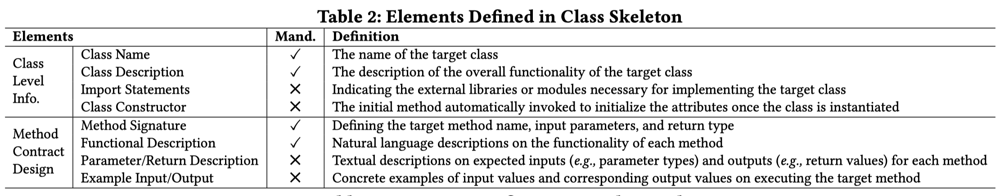 Table 2: Elements Defined in Class Skeleton
Elements Mand. Definition
Class Level Info.
Class Name ✓ The name of the target class
Class Description ✓ The description of the overall functionality of the target class
Import Statements ✕ Indicating the external libraries or modules necessary for implementing the target class
Class Constructor ✕ The initial method automatically invoked to initialize the attributes once the class is instantiated
Method Contract Design
Method Signature ✓ Defining the target method name, input parameters, and return type
Functional Description ✓ Natural language descriptions on the functionality of each method
Parameter/Return Description ✕ Textual descriptions on expected inputs (e.g., parameter types) and outputs (e.g., return values) for each method
Example Input/Output ✕ Concrete examples of input values and corresponding output values on executing the target method